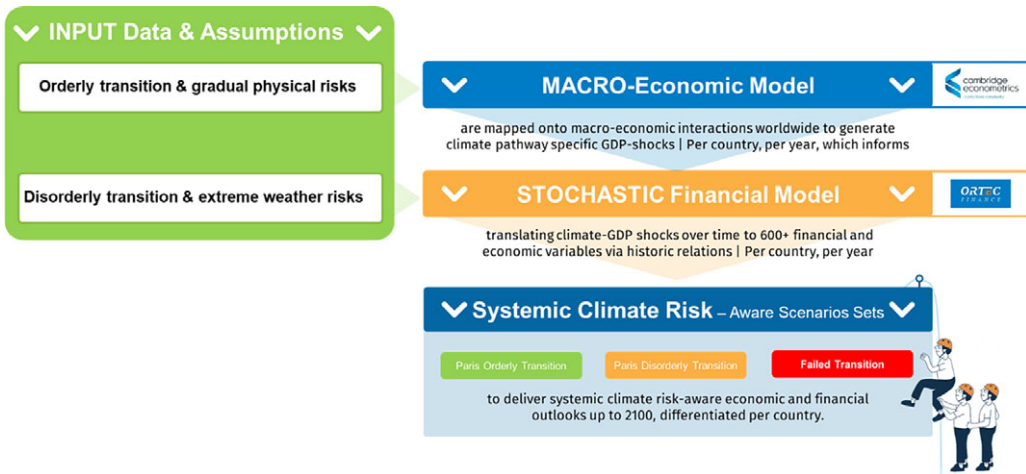 INPUT Data & Assumptions
Orderly transition & gradual physical risks
Disorderly transition & extreme weather risks
MACRO-Economic Model
cambridge
econometrics
are mapped onto macro-economic interactions worldwide to generate
climate pathway specific GDP-shocks | Per country, per year, which informs
STOCHASTIC Financial Model
ORTEC
FINANCE
translating climate-GDP shocks over time to 600+ financial and
economic variables via historic relations | Per country, per year
Systemic Climate Risk – Aware Scenarios Sets
Paris Orderly Transition
Paris Disorderly Transition
Failed Transition
to deliver systemic climate risk-aware economic and financial
outlooks up to 2100, differentiated per country.